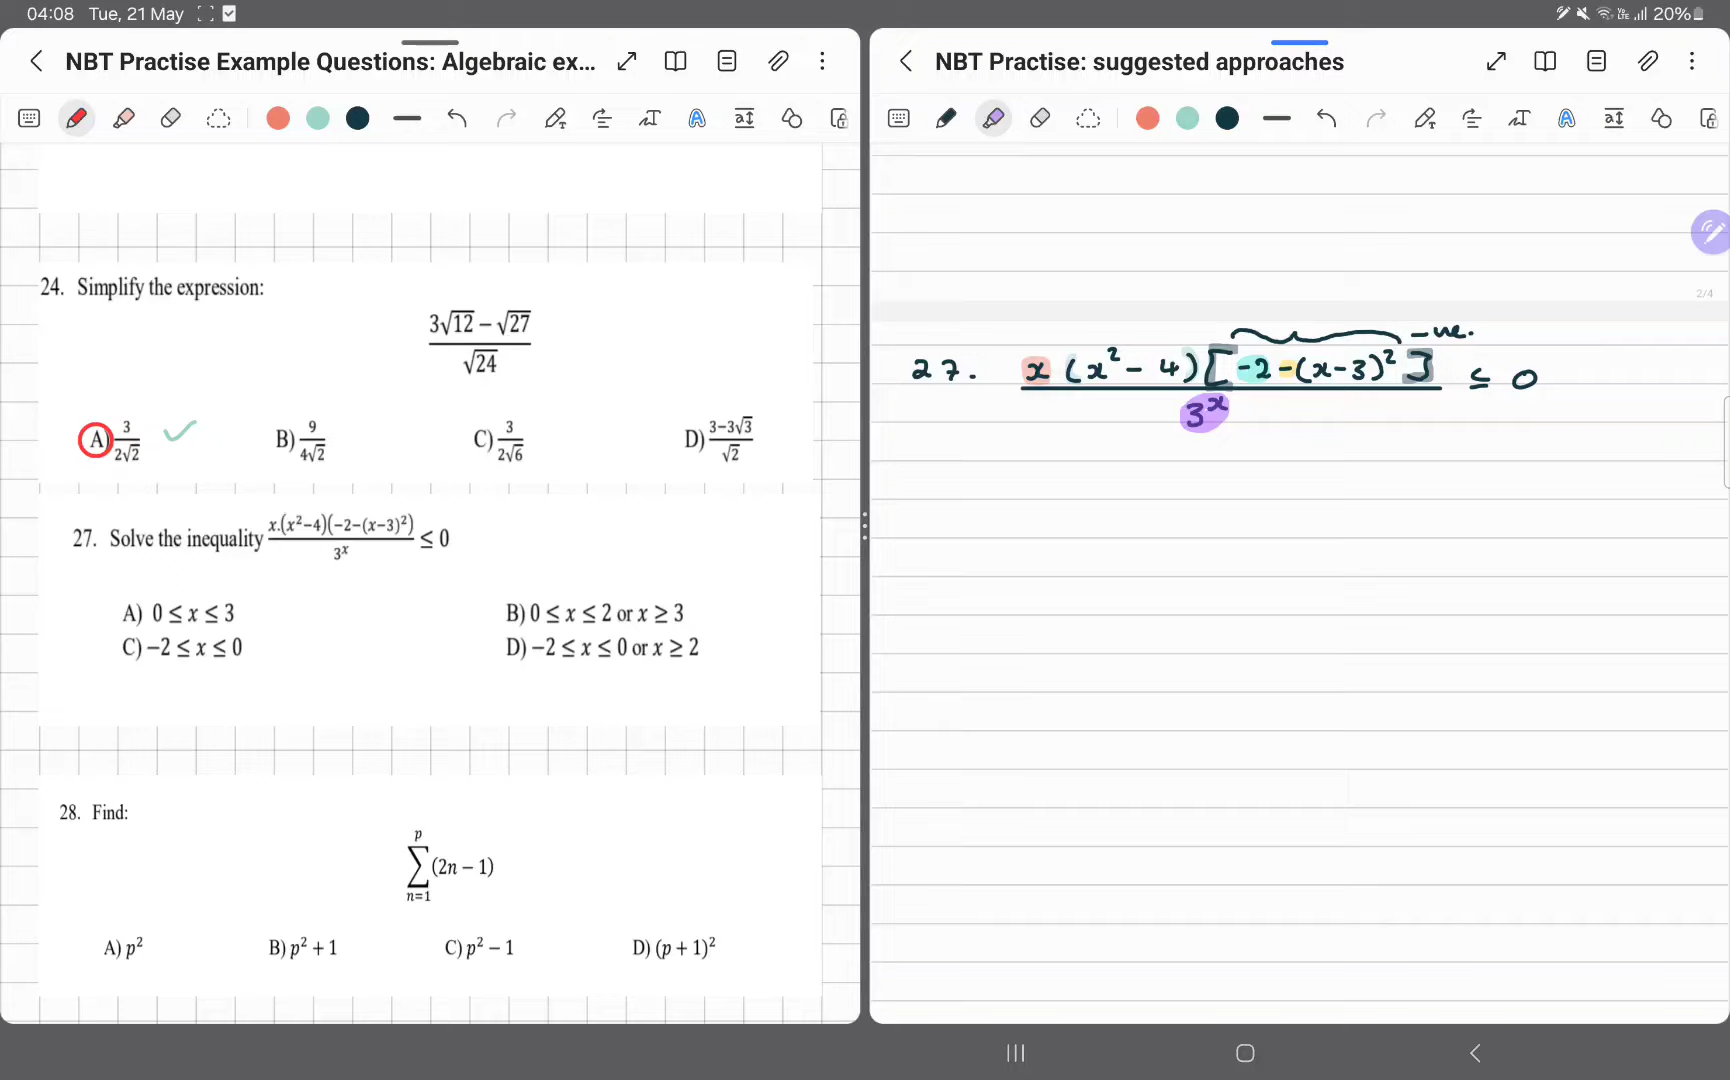 04:08 Tue, 21 May
20%
NBT Practise Example Questions: Algebraic ex...
NBT Practise: suggested approaches
24. Simplify the expression:
3√12 − √27
√24
A) 3/2√2 ✓ B) 9/4√2 C) 3/2√6 D) 3−3√3/√2
27. Solve the inequality x.(x²−4)(−2−(x−3)²)/3ˣ ≤ 0
A) 0 ≤ x ≤ 3 B) 0 ≤ x ≤ 2 or x ≥ 3
C) −2 ≤ x ≤ 0 D) −2 ≤ x ≤ 0 or x ≥ 2
28. Find:
p
∑ (2n − 1)
n=1
A) p² B) p² + 1 C) p² − 1 D) (p + 1)²
2/4
−ve.
27. x (x² − 4) [ −2 −(x−3)² ] ≤ 0
3ˣ